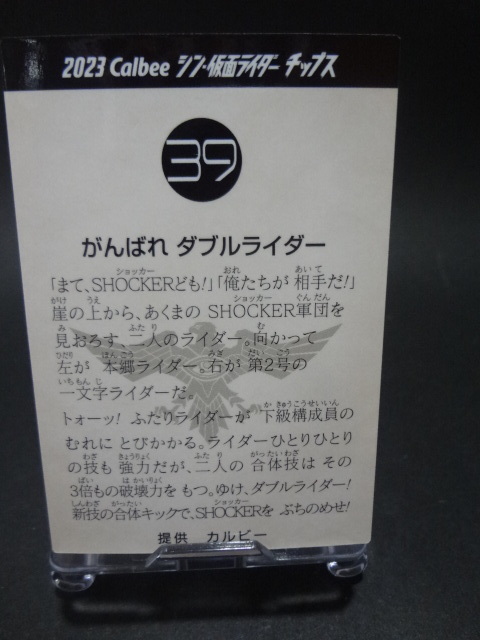 2023 Calbee シン・仮面ライダー チップス
39
がんばれ ダブルライダー
「まて、SHOCKERども!」「俺たちが 相手だ!」
崖の上から、あくまの SHOCKER軍団を
見おろす、二人のライダー。向かって
左が 本郷ライダー。右が 第2号の
一文字ライダーだ。
トォーッ! ふたりライダーが 下級構成員の
むれに とびかかる。ライダーひとりひとり
の技も 強力だが、二人の 合体技は その
3倍もの破壊力を もつ。ゆけ、ダブルライダー!
新技の合体キックで、SHOCKERを ぶちのめせ!
提供 カルビー